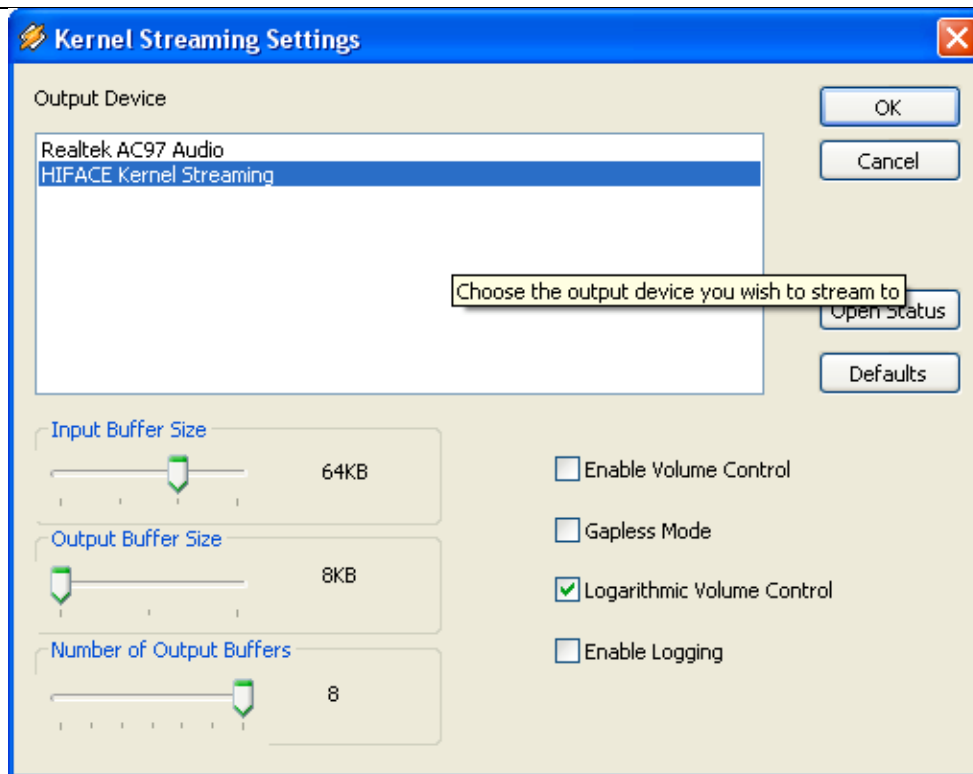 Kernel Streaming Settings
Output Device
OK
Realtek AC97 Audio
Cancel
HIFACE Kernel Streaming
Choose the output device you wish to stream to
Open Status
Defaults
Input Buffer Size
64KB
Enable Volume Control
Gapless Mode
Output Buffer Size
8KB
Logarithmic Volume Control
Number of Output Buffers
Enable Logging
8